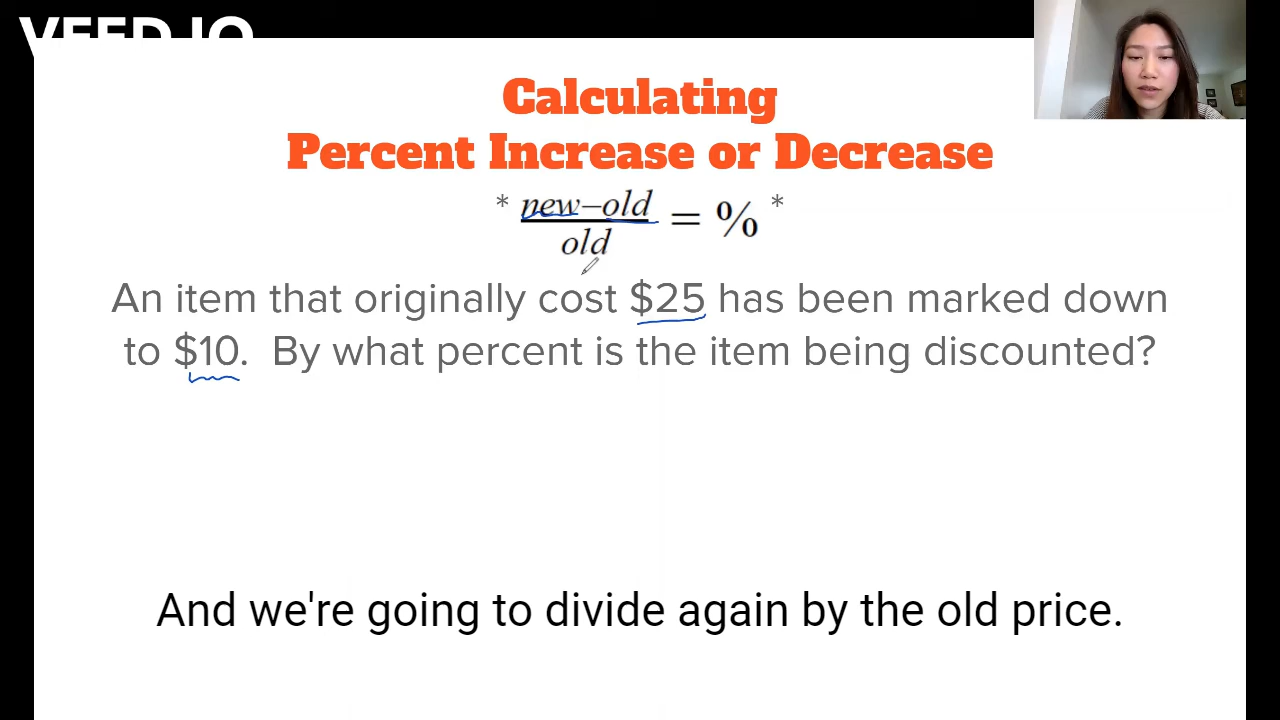 VEED.IO
Calculating
Percent Increase or Decrease
* new–old / old = % *
An item that originally cost $25 has been marked down
to $10.  By what percent is the item being discounted?
And we're going to divide again by the old price.